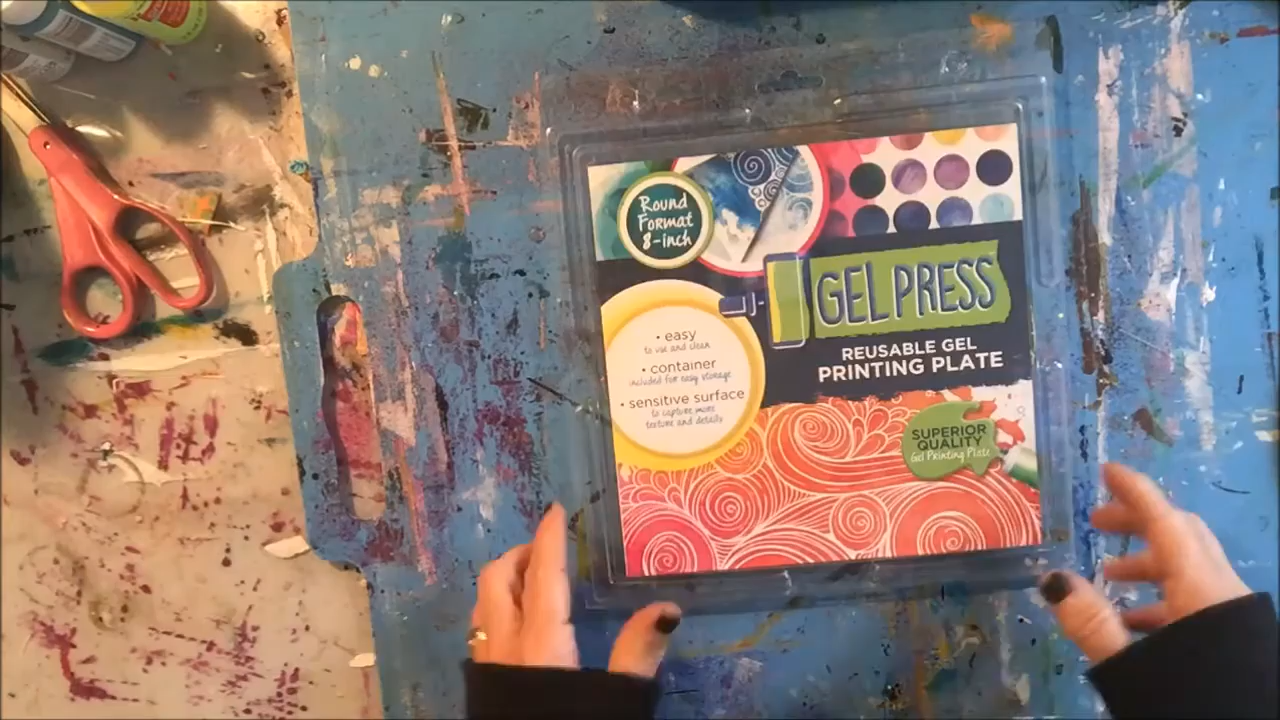 Round
Format
8-inch
GEL PRESS
REUSABLE GEL
PRINTING PLATE
• easy
to use and clean
• container
included for easy storage
• sensitive surface
to capture more
texture and details
SUPERIOR
QUALITY
Gel Printing Plate